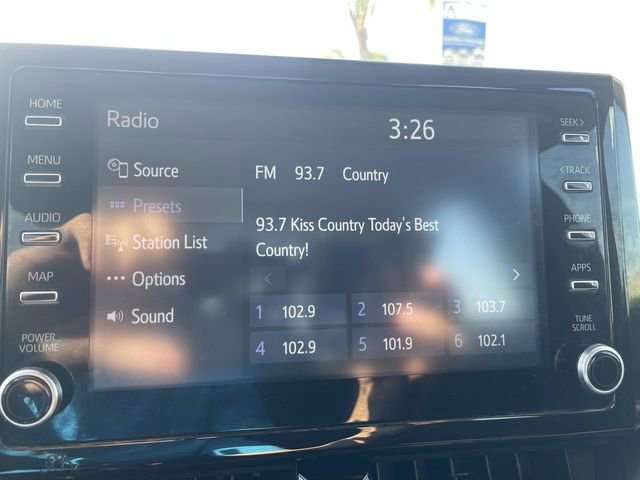 Ford
HOME
Radio
3:26
SEEK >
MENU
Source
FM 93.7 Country
< TRACK
Presets
AUDIO
93.7 Kiss Country Today's Best
Country!
PHONE
Station List
MAP
Options
< >
APPS
Sound
1 102.9 2 107.5 3 103.7
4 102.9 5 101.9 6 102.1
POWER
VOLUME
TUNE
SCROLL